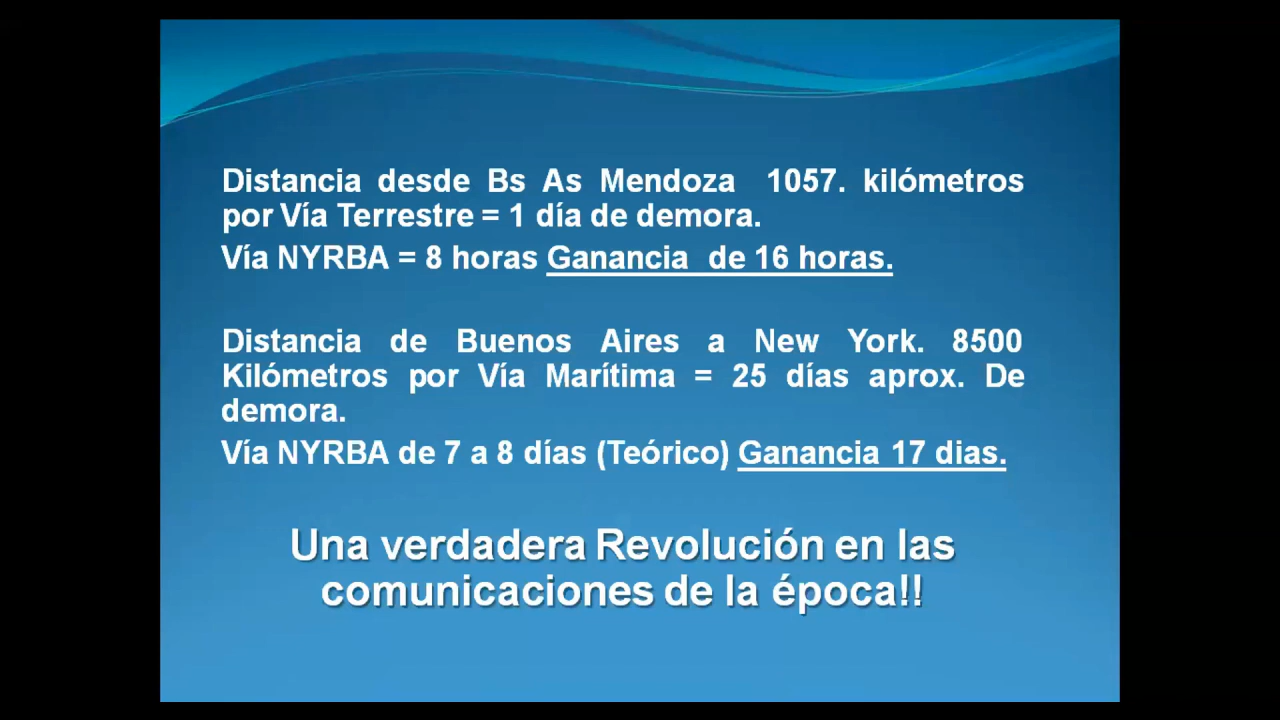 Distancia desde Bs As Mendoza 1057. kilómetros
por Vía Terrestre = 1 día de demora.
Vía NYRBA = 8 horas Ganancia de 16 horas.
Distancia de Buenos Aires a New York. 8500
Kilómetros por Vía Marítima = 25 días aprox. De
demora.
Vía NYRBA de 7 a 8 días (Teórico) Ganancia 17 dias.
Una verdadera Revolución en las
comunicaciones de la época!!